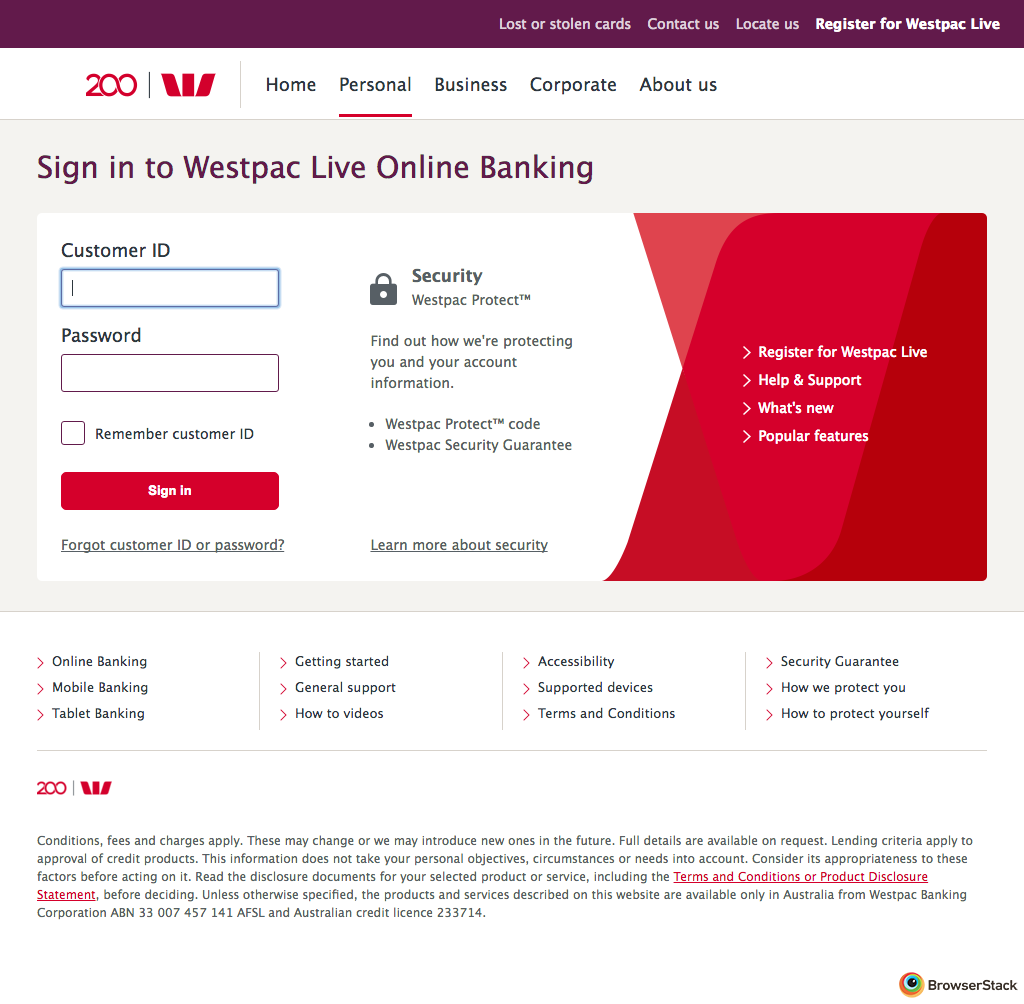 Lost or stolen cards Contact us Locate us Register for Westpac Live
200 Home Personal Business Corporate About us
Sign in to Westpac Live Online Banking
Customer ID
Password
Remember customer ID
Sign in
Forgot customer ID or password?
Security
Westpac Protect™
Find out how we're protecting
you and your account
information.
• Westpac Protect™ code
• Westpac Security Guarantee
Learn more about security
Register for Westpac Live
Help & Support
What's new
Popular features
Online Banking
Mobile Banking
Tablet Banking
Getting started
General support
How to videos
Accessibility
Supported devices
Terms and Conditions
Security Guarantee
How we protect you
How to protect yourself
200
Conditions, fees and charges apply. These may change or we may introduce new ones in the future. Full details are available on request. Lending criteria apply to
approval of credit products. This information does not take your personal objectives, circumstances or needs into account. Consider its appropriateness to these
factors before acting on it. Read the disclosure documents for your selected product or service, including the Terms and Conditions or Product Disclosure
Statement, before deciding. Unless otherwise specified, the products and services described on this website are available only in Australia from Westpac Banking
Corporation ABN 33 007 457 141 AFSL and Australian credit licence 233714.
BrowserStack